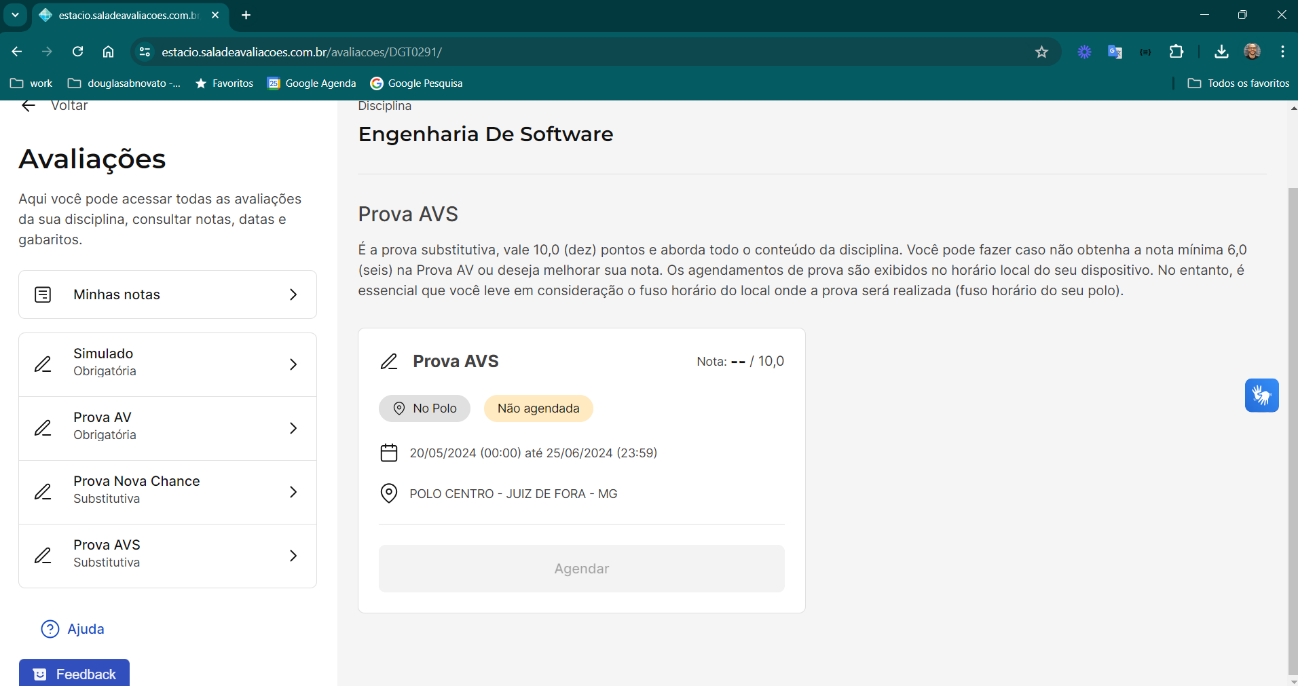 estacio.saladeavaliacoes.com.br
estacio.saladeavaliacoes.com.br/avaliacoes/DGT0291/
work
douglasabnovato -...
Favoritos
Google Agenda
Google Pesquisa
Todos os favoritos
Voltar
Avaliações
Aqui você pode acessar todas as avaliações
da sua disciplina, consultar notas, datas e
gabaritos.
Minhas notas
Simulado
Obrigatória
Prova AV
Obrigatória
Prova Nova Chance
Substitutiva
Prova AVS
Substitutiva
Ajuda
Feedback
Disciplina
Engenharia De Software
Prova AVS
É a prova substitutiva, vale 10,0 (dez) pontos e aborda todo o conteúdo da disciplina. Você pode fazer caso não obtenha a nota mínima 6,0
(seis) na Prova AV ou deseja melhorar sua nota. Os agendamentos de prova são exibidos no horário local do seu dispositivo. No entanto, é
essencial que você leve em consideração o fuso horário do local onde a prova será realizada (fuso horário do seu polo).
Prova AVS
Nota: -- / 10,0
No Polo
Não agendada
20/05/2024 (00:00) até 25/06/2024 (23:59)
POLO CENTRO - JUIZ DE FORA - MG
Agendar